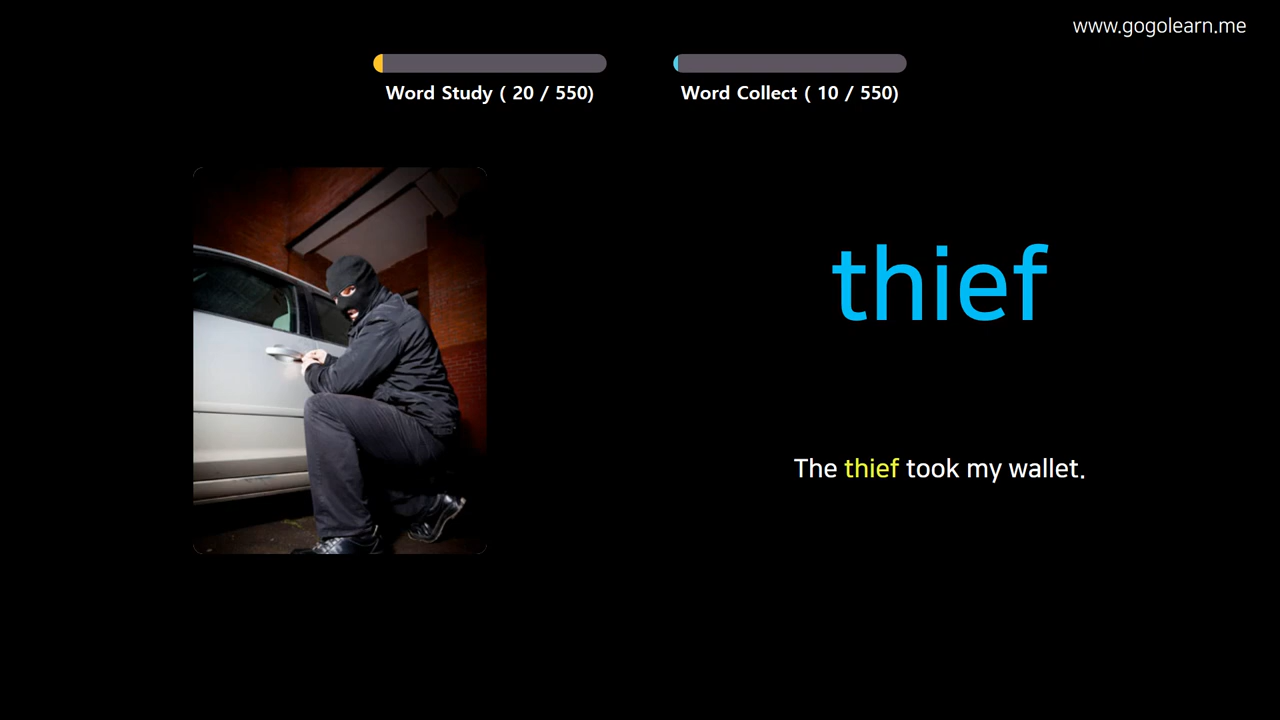 www.gogolearn.me
Word Study ( 20 / 550)
Word Collect ( 10 / 550)
thief
The thief took my wallet.